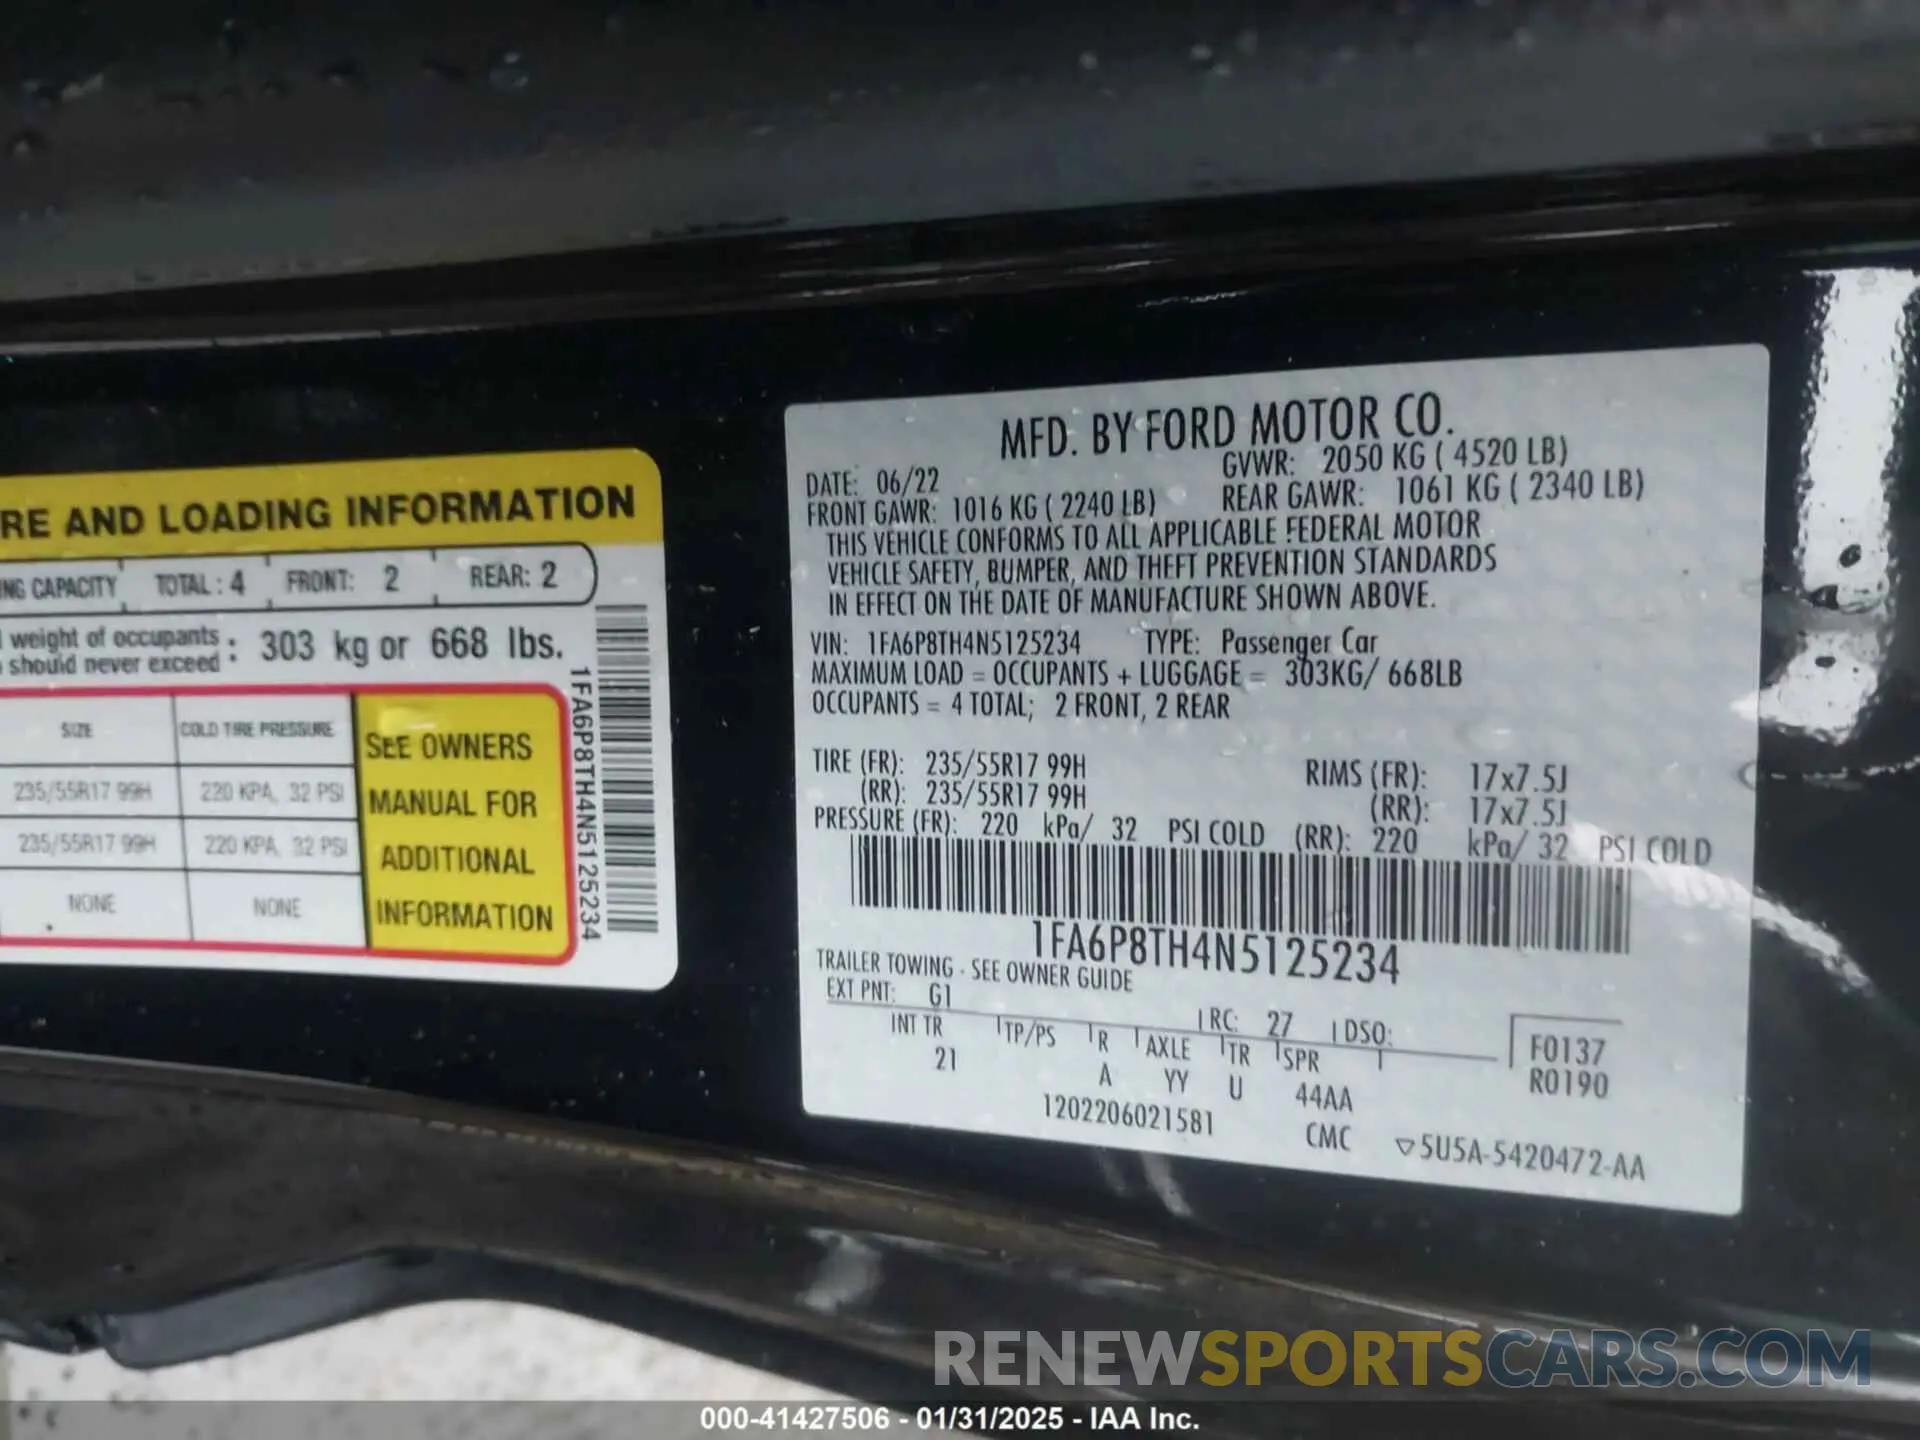 RE AND LOADING INFORMATION
NG CAPACITY TOTAL : 4 FRONT: 2 REAR: 2
weight of occupants
should never exceed : 303 kg or 668 lbs.
SIZE COLD TIRE PRESSURE
235/55R17 99H 220 KPA, 32 PSI
235/55R17 99H 220 KPA, 32 PSI
NONE NONE
SEE OWNERS
MANUAL FOR
ADDITIONAL
INFORMATION
1FA6P8TH4N5125234
MFD. BY FORD MOTOR CO.
DATE: 06/22 GVWR: 2050 KG ( 4520 LB)
FRONT GAWR: 1016 KG ( 2240 LB) REAR GAWR: 1061 KG ( 2340 LB)
THIS VEHICLE CONFORMS TO ALL APPLICABLE FEDERAL MOTOR
VEHICLE SAFETY, BUMPER, AND THEFT PREVENTION STANDARDS
IN EFFECT ON THE DATE OF MANUFACTURE SHOWN ABOVE.
VIN: 1FA6P8TH4N5125234 TYPE: Passenger Car
MAXIMUM LOAD = OCCUPANTS + LUGGAGE = 303KG/ 668LB
OCCUPANTS = 4 TOTAL; 2 FRONT, 2 REAR
TIRE (FR): 235/55R17 99H RIMS (FR): 17x7.5J
(RR): 235/55R17 99H (RR): 17x7.5J
PRESSURE (FR): 220 kPa/ 32 PSI COLD (RR): 220 kPa/ 32 PSI COLD
1FA6P8TH4N5125234
TRAILER TOWING - SEE OWNER GUIDE
EXT PNT: G1 RC: 27 DSO:
INT TR TP/PS R AXLE TR SPR
21 A YY U 44AA
F0137
R0190
1202206021581 CMC ▽5U5A-5420472-AA
RENEWSPORTSCARS.COM
000-41427506 - 01/31/2025 - IAA Inc.